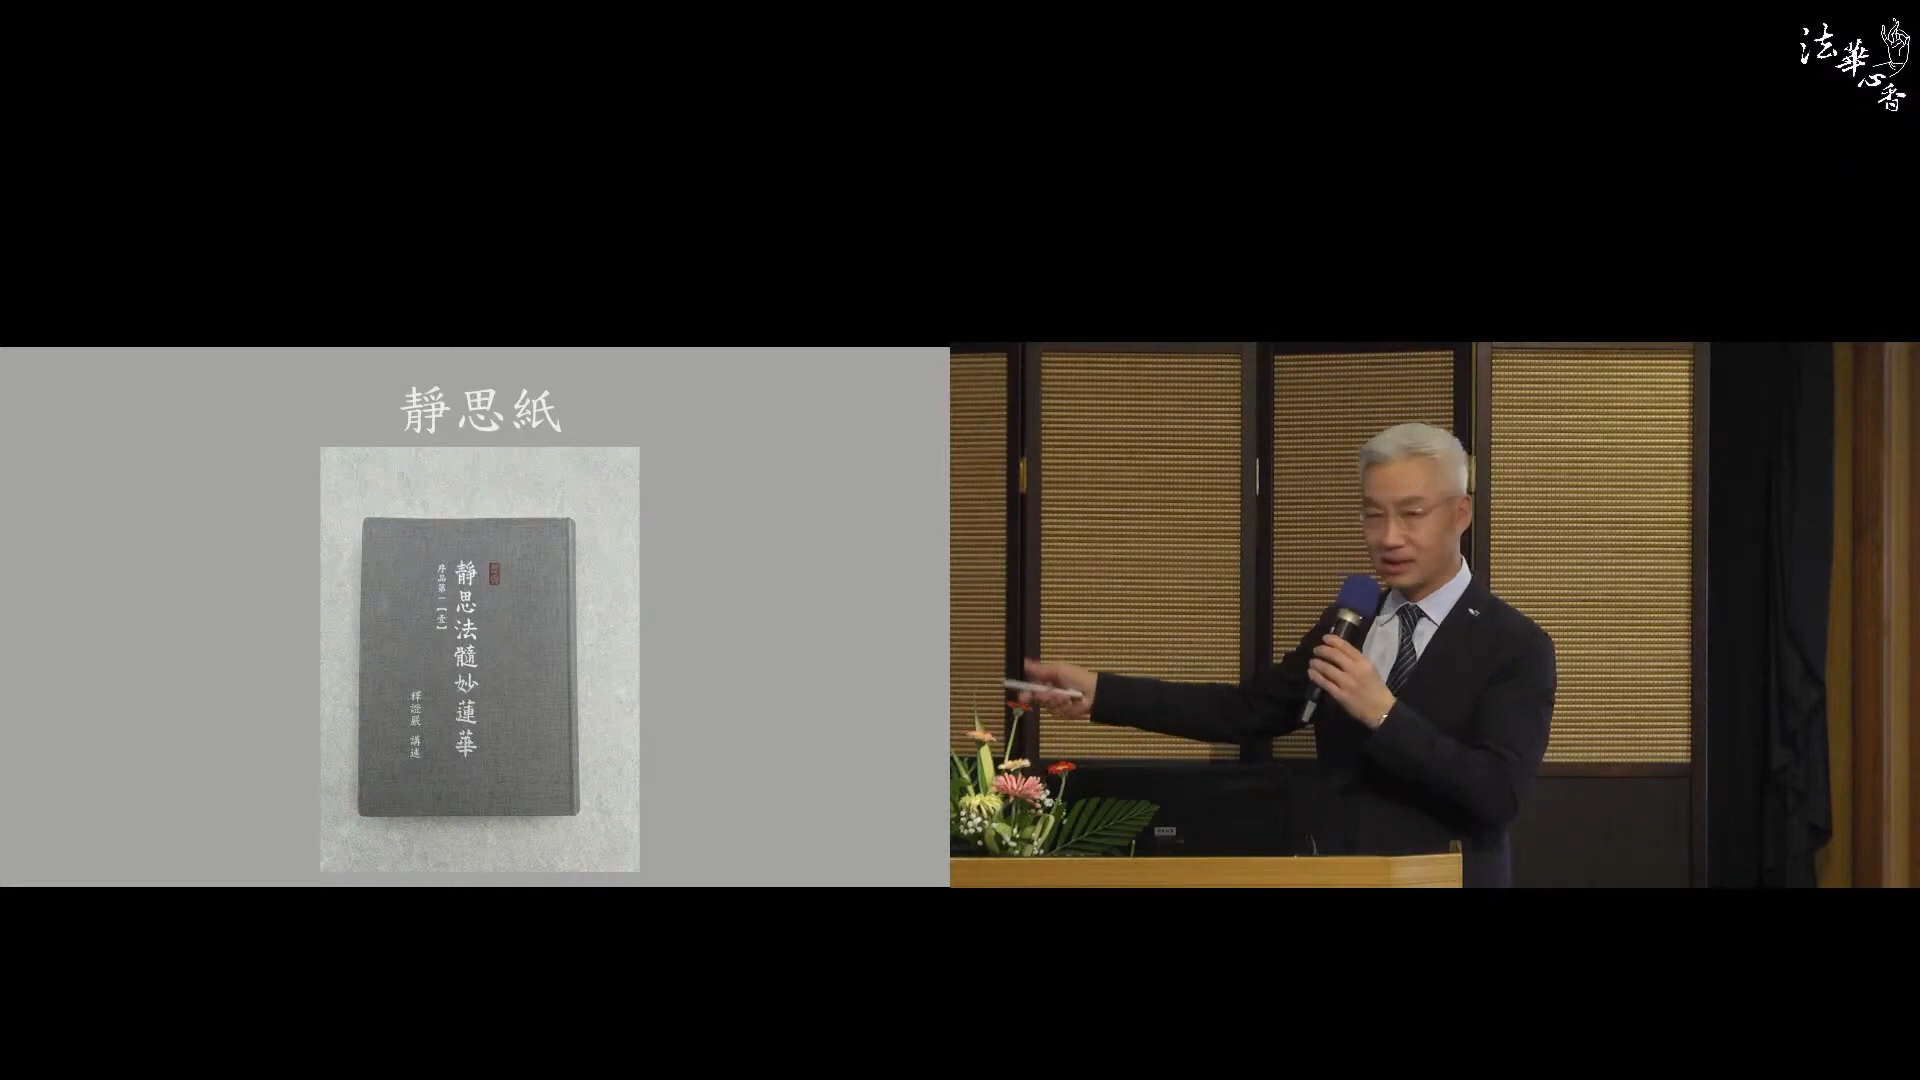 法華心香
靜思紙
靜思法髓妙蓮華
序品第一【壹】
釋證嚴 講述